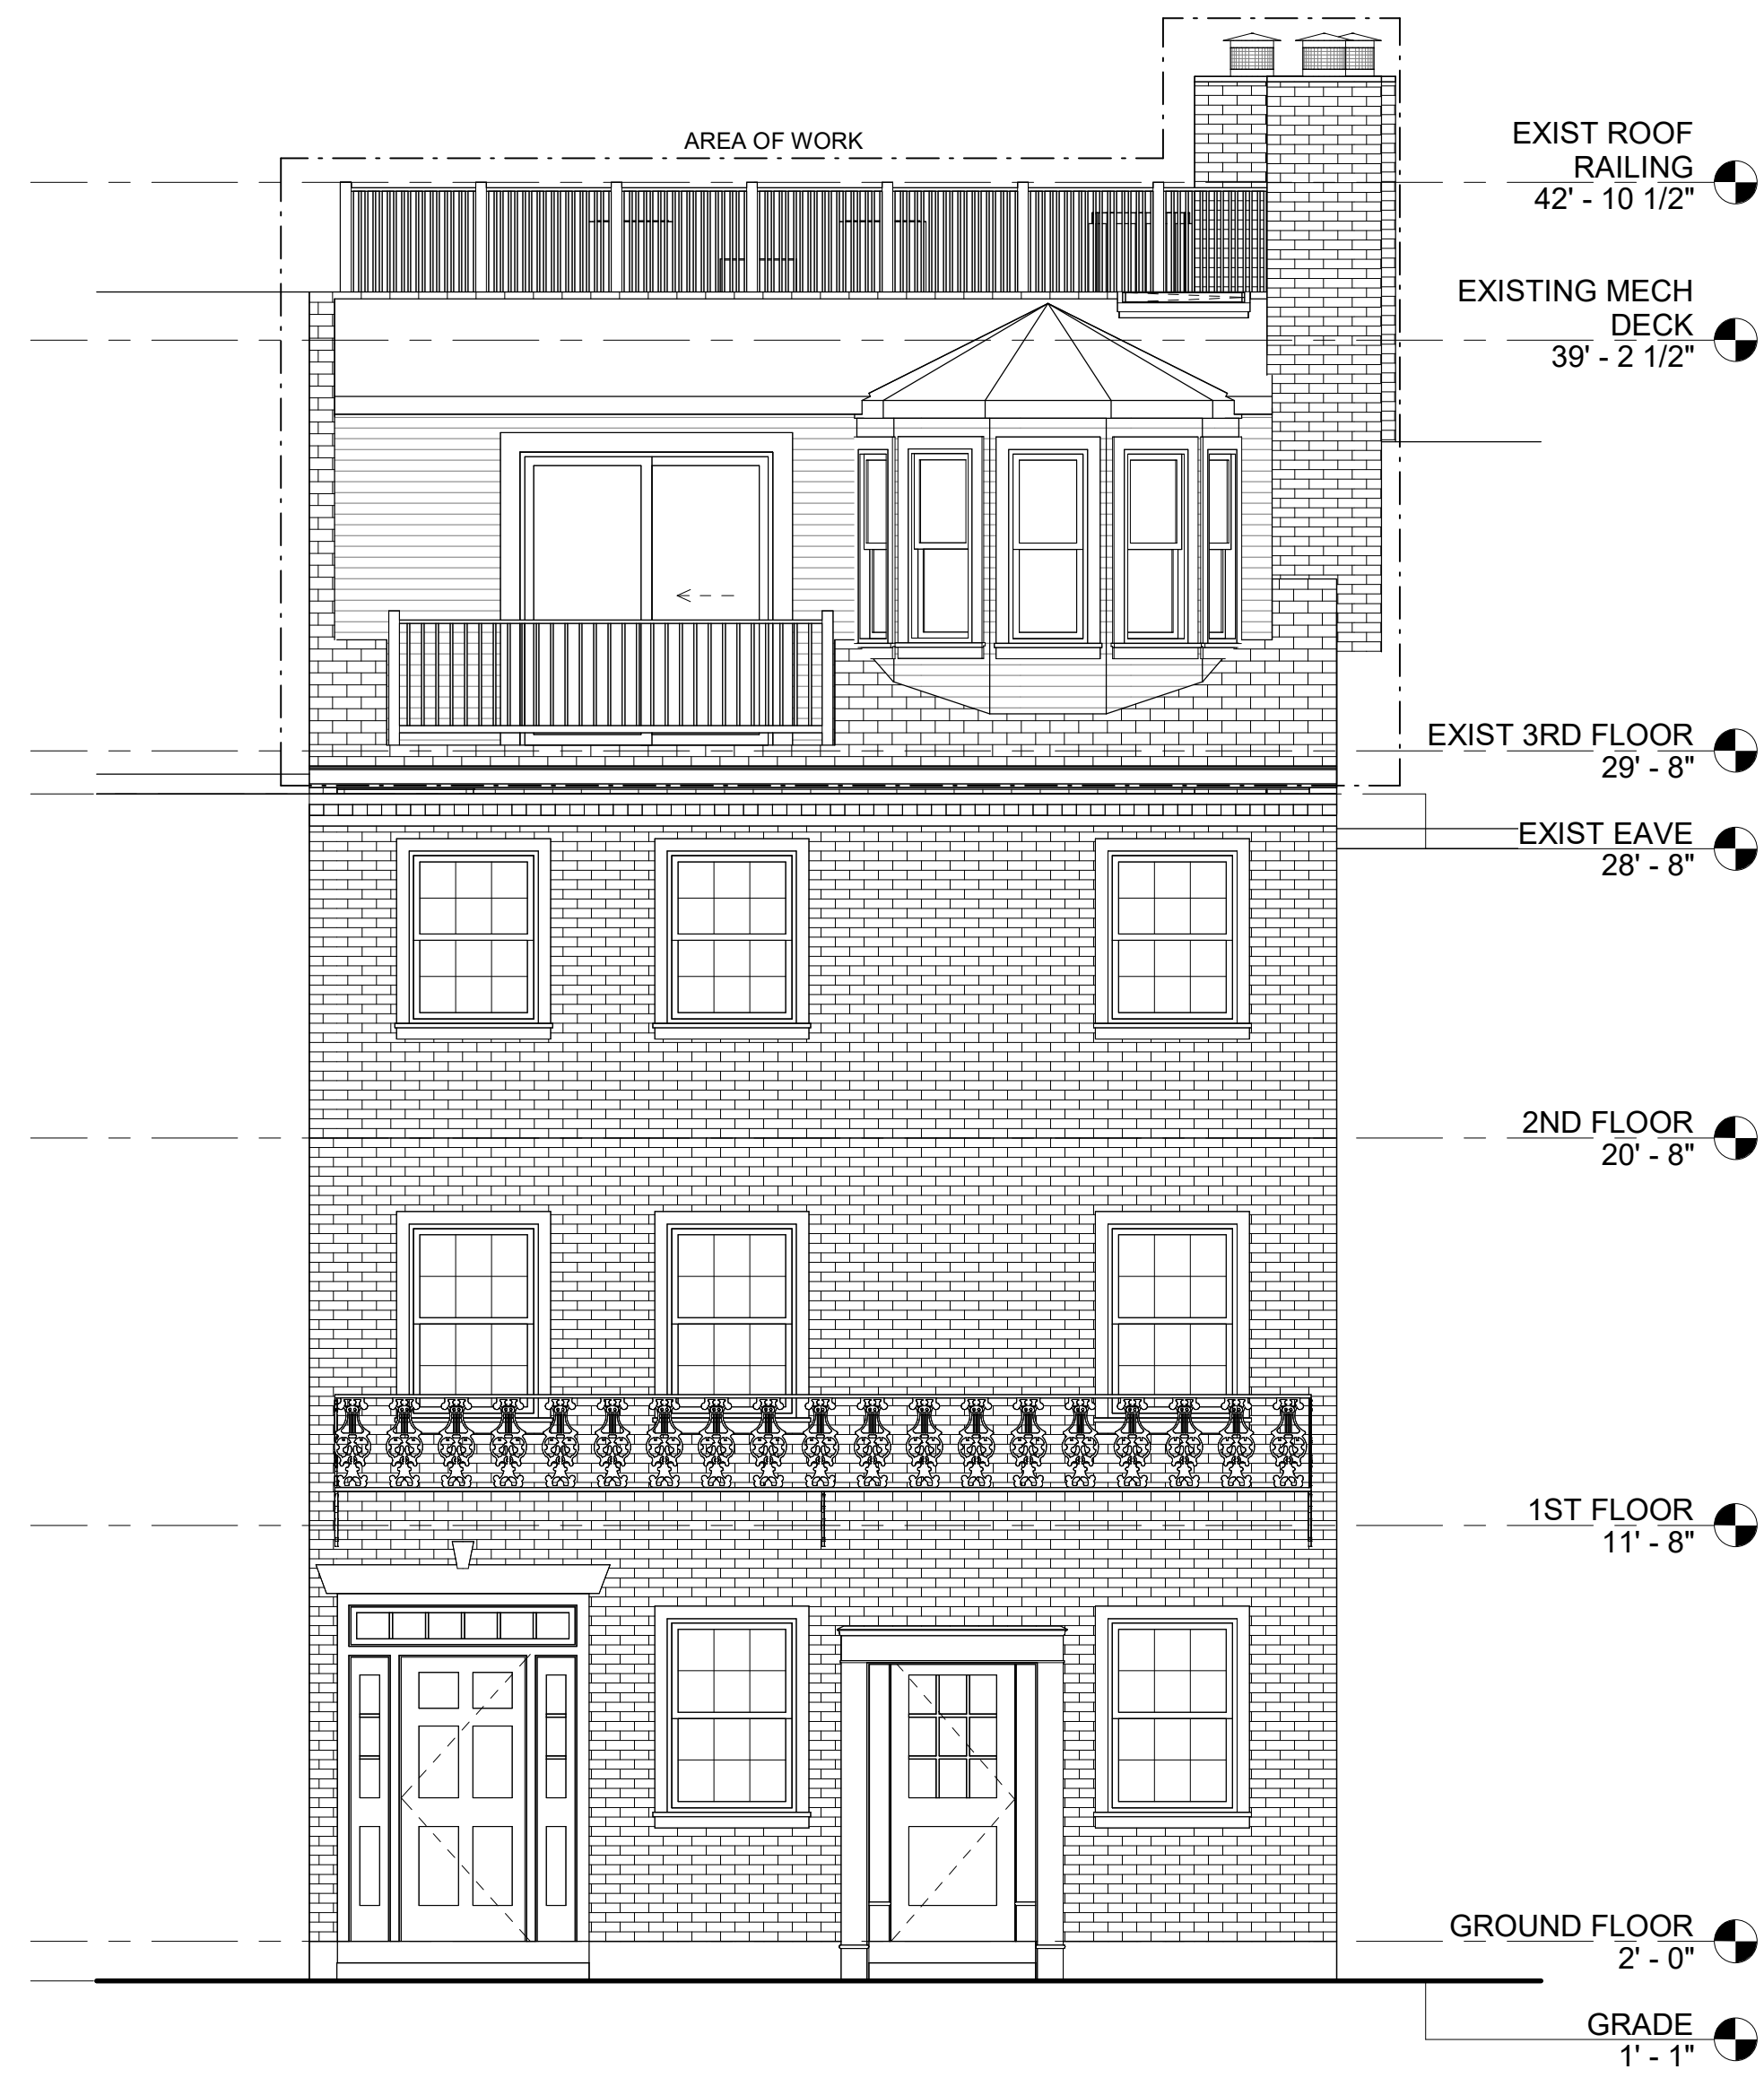 AREA OF WORK
EXIST ROOF
RAILING
42' - 10 1/2"
EXISTING MECH
DECK
39' - 2 1/2"
EXIST 3RD FLOOR
29' - 8"
EXIST EAVE
28' - 8"
2ND FLOOR
20' - 8"
1ST FLOOR
11' - 8"
GROUND FLOOR
2' - 0"
GRADE
1' - 1"